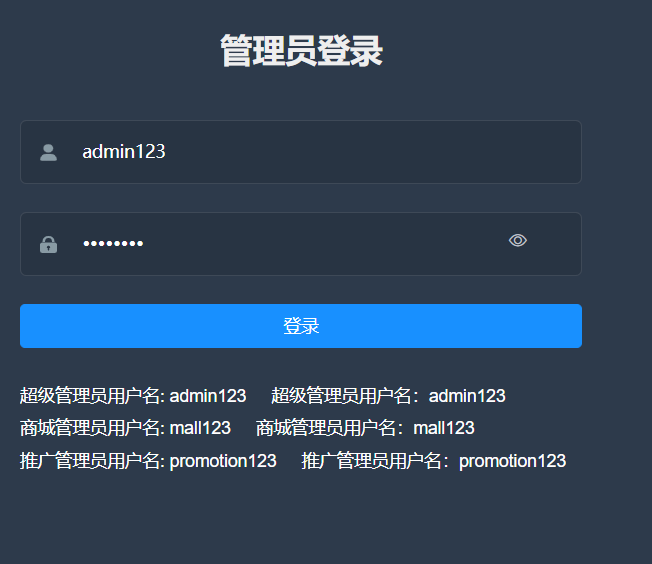 管理员登录
admin123
••••••••
登录
超级管理员用户名: admin123 超级管理员用户名：admin123
商城管理员用户名: mall123 商城管理员用户名：mall123
推广管理员用户名: promotion123 推广管理员用户名：promotion123